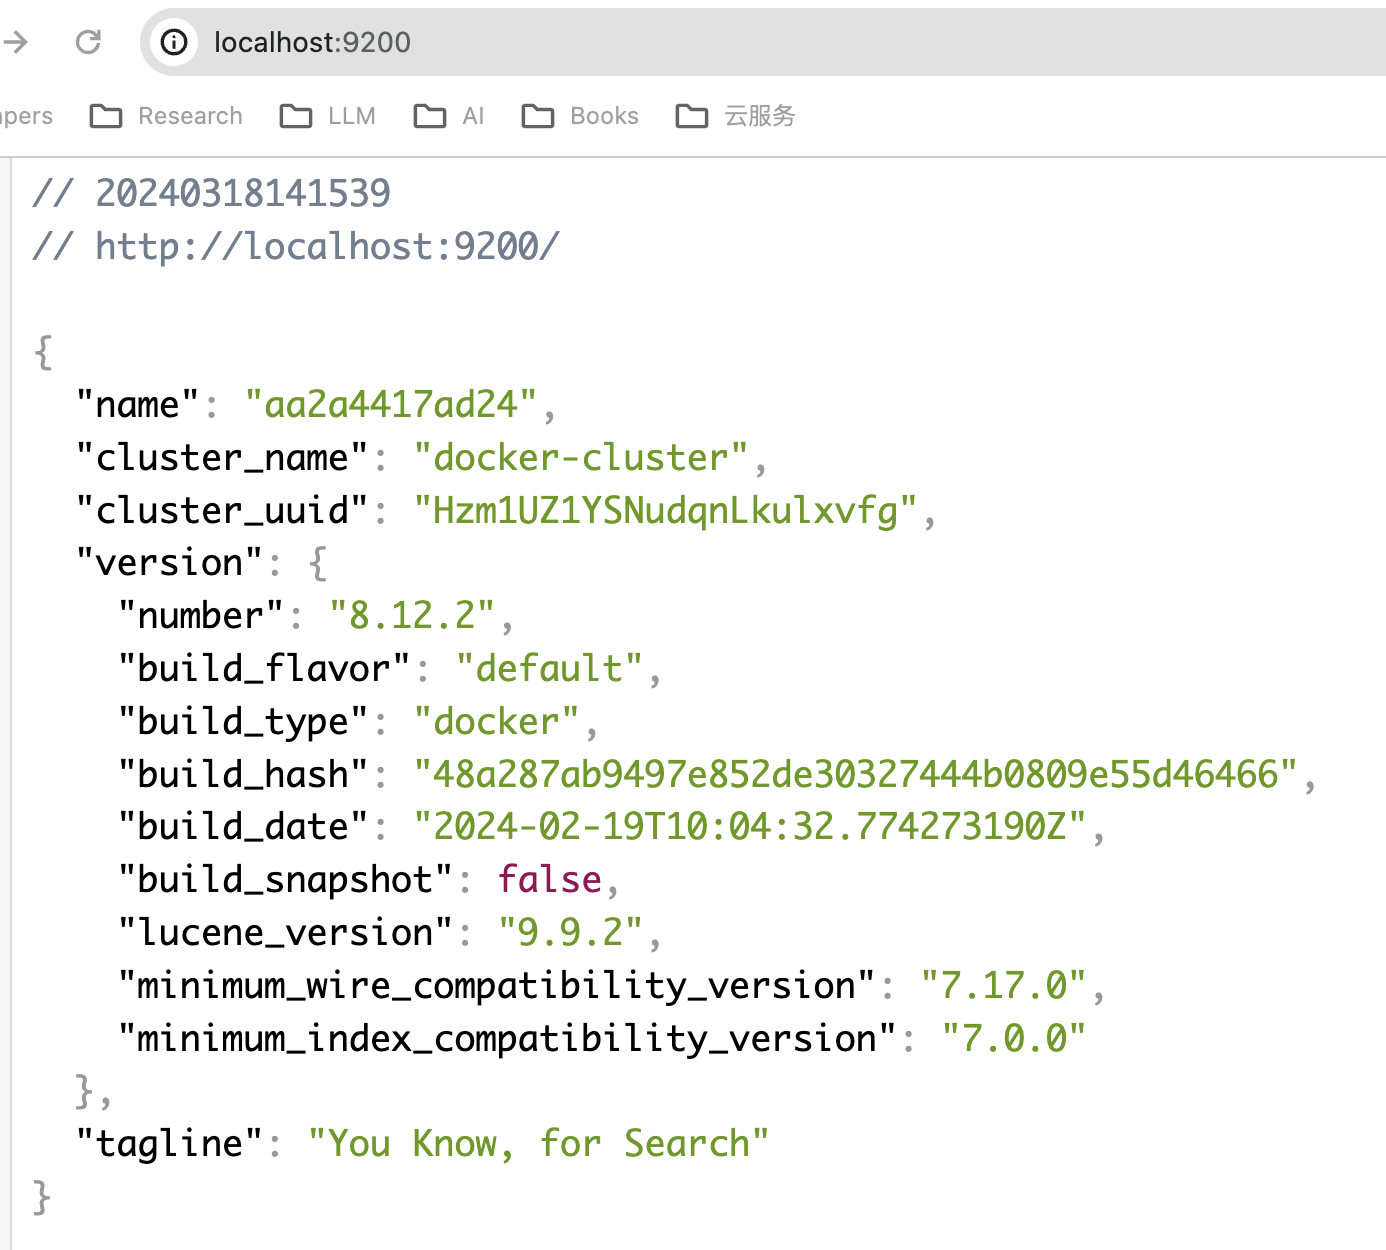 localhost:9200
pers Research LLM AI Books 云服务
// 20240318141539
// http://localhost:9200/
{
"name": "aa2a4417ad24",
"cluster_name": "docker-cluster",
"cluster_uuid": "Hzm1UZ1YSNudqnLkulxvfg",
"version": {
"number": "8.12.2",
"build_flavor": "default",
"build_type": "docker",
"build_hash": "48a287ab9497e852de30327444b0809e55d46466",
"build_date": "2024-02-19T10:04:32.774273190Z",
"build_snapshot": false,
"lucene_version": "9.9.2",
"minimum_wire_compatibility_version": "7.17.0",
"minimum_index_compatibility_version": "7.0.0"
},
"tagline": "You Know, for Search"
}